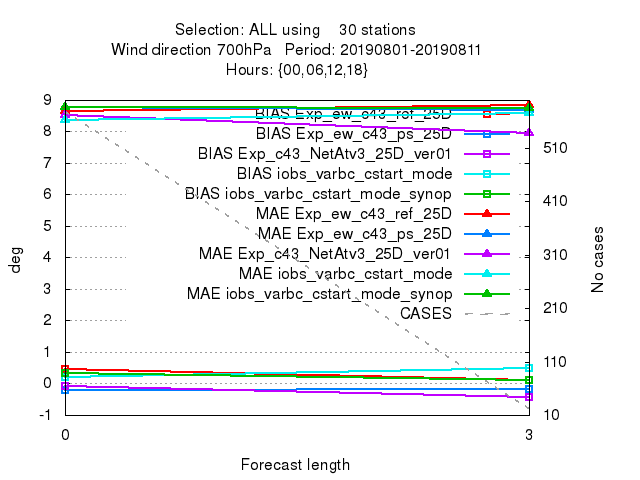 Selection: ALL using 30 stations
Wind direction 700hPa Period: 20190801-20190811
Hours: {00,06,12,18}
9
8
7
6
5
4
3
2
1
0
-1
deg
BIAS Exp_ew_c43_ref_25D
BIAS Exp_ew_c43_ps_25D
BIAS Exp_c43_NetAtv3_25D_ver01
BIAS iobs_varbc_cstart_mode
BIAS iobs_varbc_cstart_mode_synop
MAE Exp_ew_c43_ref_25D
MAE Exp_ew_c43_ps_25D
MAE Exp_c43_NetAtv3_25D_ver01
MAE iobs_varbc_cstart_mode
MAE iobs_varbc_cstart_mode_synop
CASES
510
410
310
210
110
10
No cases
0 3
Forecast length